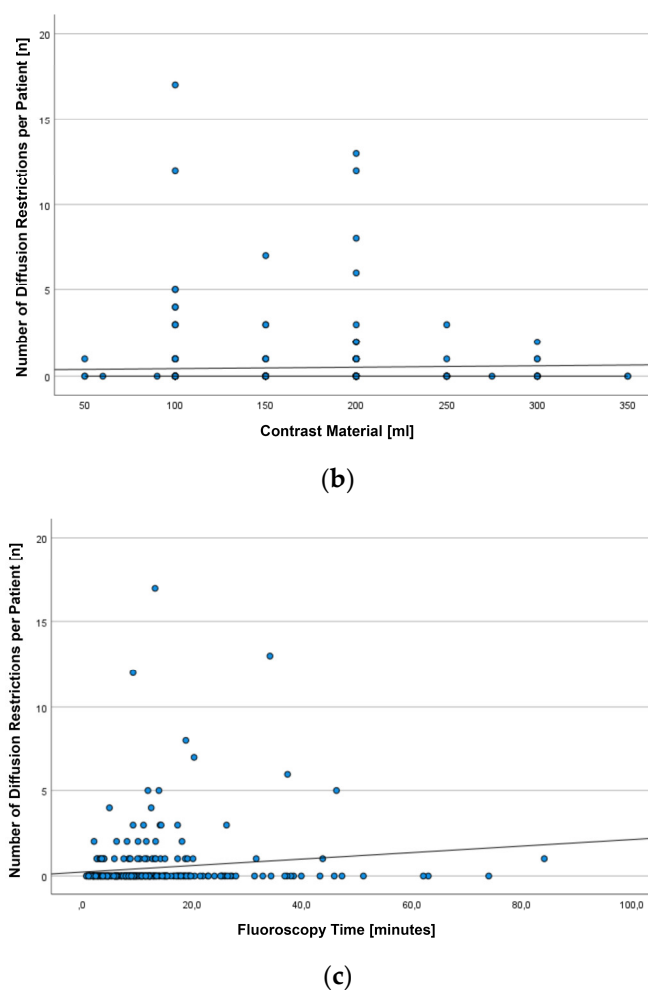 Number of Diffusion Restrictions per Patient [n]
20
15
10
5
0
50 100 150 200 250 300 350
Contrast Material [ml]
(b)
Number of Diffusion Restrictions per Patient [n]
20
15
10
5
0
,0 20,0 40,0 60,0 80,0 100,0
Fluoroscopy Time [minutes]
(c)